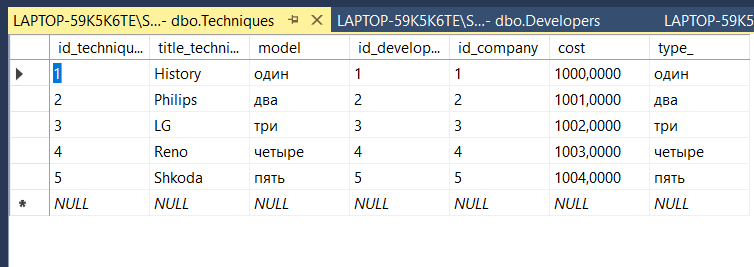 LAPTOP-59K5K6TE\S...- dbo.Techniques LAPTOP-59K5K6TE\S...- dbo.Developers LAPTOP-59K5K6TE\S
id_techniqu... title_techni... model id_develop... id_company cost type_
1 History один 1 1 1000,0000 один
2 Philips два 2 2 1001,0000 два
3 LG три 3 3 1002,0000 три
4 Reno четыре 4 4 1003,0000 четыре
5 Shkoda пять 5 5 1004,0000 пять
* NULL NULL NULL NULL NULL NULL NULL